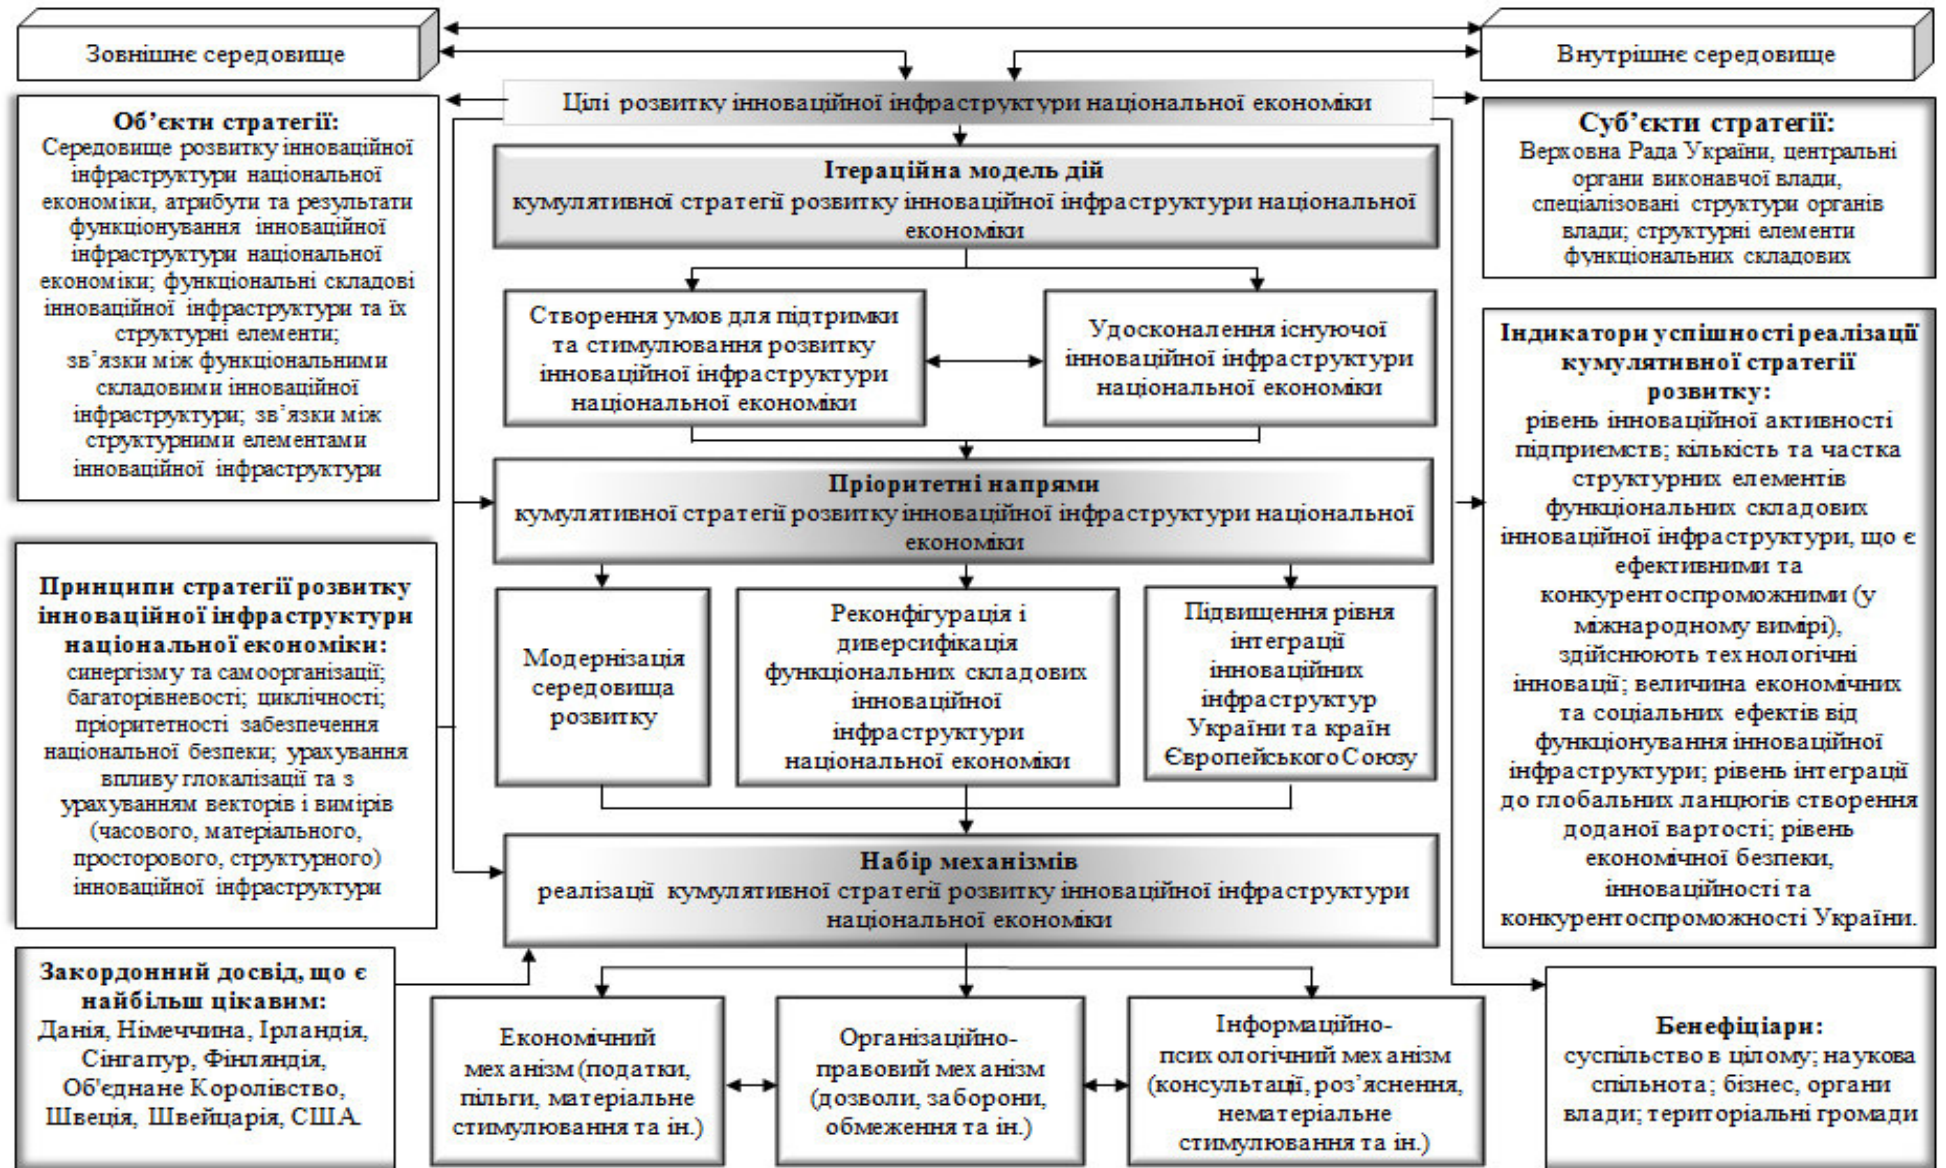 Зовнішнє середовище
Внутрішнє середовище
Цілі розвитку інноваційної інфраструктури національної економіки
Об’єкти стратегії:
Середовище розвитку інноваційної
інфраструктури національної
економіки, атрибути та результати
функціонування інноваційної
інфраструктури національної
економіки; функціональні складові
інноваційної інфраструктури та їх
структурні елементи;
зв’язки між функціональними
складовими інноваційної
інфраструктури; зв’язки між
структурними елементами
інноваційної інфраструктури
Ітераційна модель дій
кумулятивної стратегії розвитку інноваційної інфраструктури національної
економіки
Суб’єкти стратегії:
Верховна Рада України, центральні
органи виконавчої влади,
спеціалізовані структури органів
влади; структурні елементи
функціональних складових
Створення умов для підтримки
та стимулювання розвитку
інноваційної інфраструктури
національної економіки
Удосконалення існуючої
інноваційної інфраструктури
національної економіки
Індикатори успішності реалізації
кумулятивної стратегії
розвитку:
рівень інноваційної активності
підприємств; кількість та частка
структурних елементів
функціональних складових
інноваційної інфраструктури, що є
ефективними та
конкурентоспроможними (у
міжнародному вимірі),
здійснюють технологічні
інновації; величина економічних
та соціальних ефектів від
функціонування інноваційної
інфраструктури; рівень інтеграції
до глобальних ланцюгів створення
доданої вартості; рівень
економічної безпеки,
інноваційності та
конкурентоспроможності України.
Пріоритетні напрями
кумулятивної стратегії розвитку інноваційної інфраструктури національної
економіки
Принципи стратегії розвитку
інноваційної інфраструктури
національної економіки:
синергізму та самоорганізації;
багаторівневості; циклічності;
пріоритетності забезпечення
національної безпеки; урахування
впливу глокалізації та з
урахуванням векторів і вимірів
(часового, матеріального,
просторового, структурного)
інноваційної інфраструктури
Модернізація
середовища
розвитку
Реконфігурація і
диверсифікація
функціональних складових
інноваційної
інфраструктури
національної економіки
Підвищення рівня
інтеграції
інноваційних
інфраструктур
України та країн
Європейського Союзу
Набір механізмів
реалізації кумулятивної стратегії розвитку інноваційної інфраструктури
національної економіки
Закордонний досвід, що є
найбільш цікавим:
Данія, Німеччина, Ірландія,
Сінгапур, Фінляндія,
Об'єднане Королівство,
Швеція, Швейцарія, США.
Економічний
механізм (податки,
пільги, матеріальне
стимулювання та ін.)
Організаційно-
правовий механізм
(дозволи, заборони,
обмеження та ін.)
Інформаційно-
психологічний механізм
(консультації, роз’яснення,
нематеріальне
стимулювання та ін.)
Бенефіціари:
суспільство в цілому; наукова
спільнота; бізнес, органи
влади; територіальні громади